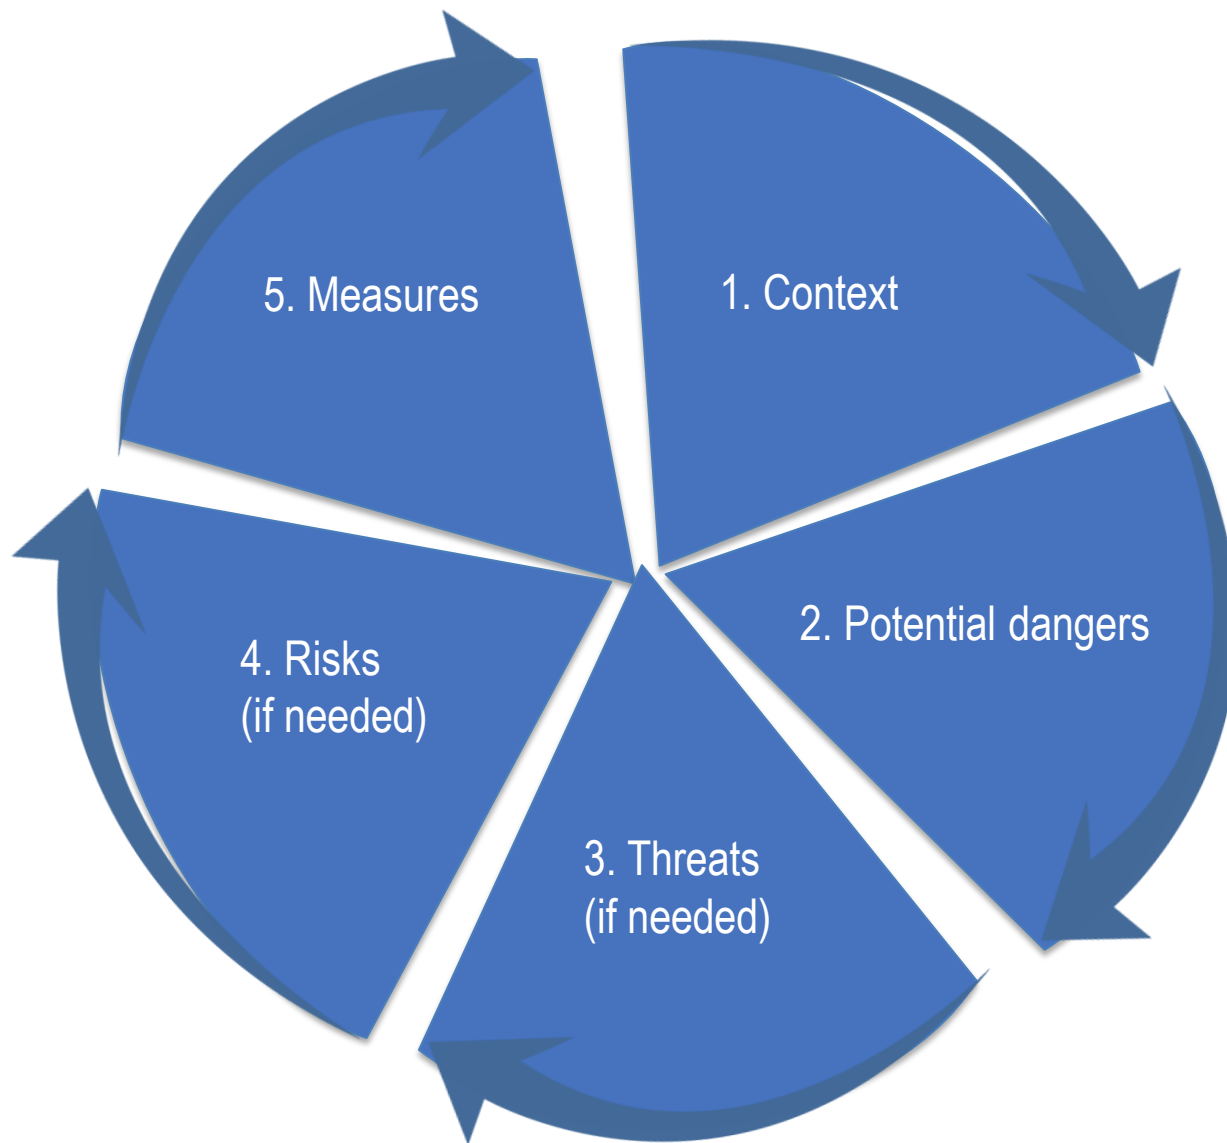 1. Context
2. Potential dangers
3. Threats
(if needed)
4. Risks
(if needed)
5. Measures